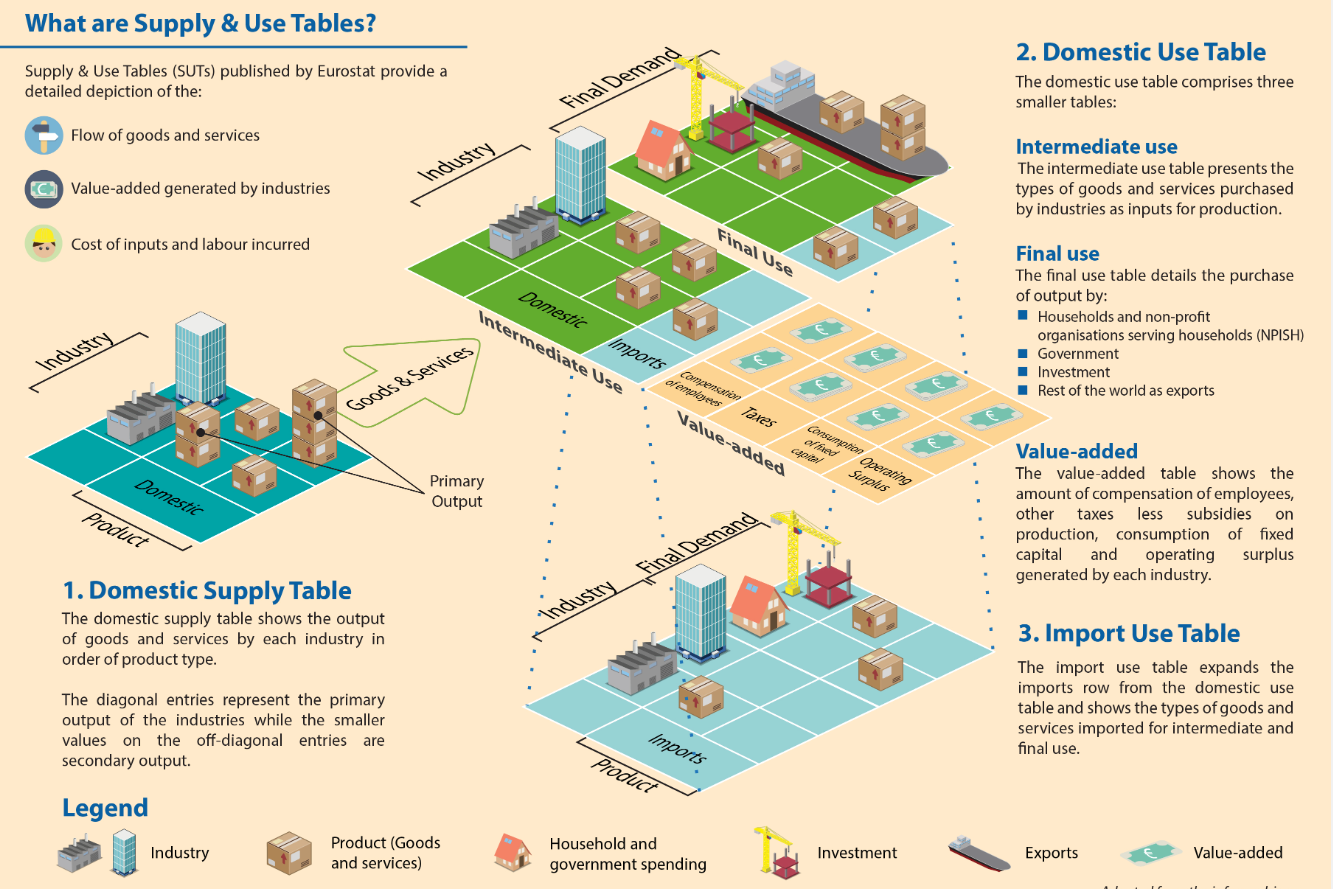 What are Supply & Use Tables?
Supply & Use Tables (SUTs) published by Eurostat provide a
detailed depiction of the:
Flow of goods and services
Value-added generated by industries
Cost of inputs and labour incurred
Industry
Domestic
Product
Goods & Services
Primary
Output
1. Domestic Supply Table
The domestic supply table shows the output
of goods and services by each industry in
order of product type.
The diagonal entries represent the primary
output of the industries while the smaller
values on the off-diagonal entries are
secondary output.
Industry
Final Demand
Domestic
Imports
Intermediate Use
Final Use
Compensation
of employees
Taxes
Consumption
of fixed
capital
Operating
Surplus
Value-added
Industry
Final Demand
Imports
Product
2. Domestic Use Table
The domestic use table comprises three
smaller tables:
Intermediate use
The intermediate use table presents the
types of goods and services purchased
by industries as inputs for production.
Final use
The final use table details the purchase
of output by:
Households and non-profit
organisations serving households (NPISH)
Government
Investment
Rest of the world as exports
Value-added
The value-added table shows the
amount of compensation of employees,
other taxes less subsidies on
production, consumption of fixed
capital and operating surplus
generated by each industry.
3. Import Use Table
The import use table expands the
imports row from the domestic use
table and shows the types of goods and
services imported for intermediate and
final use.
Legend
Industry
Product (Goods
and services)
Household and
government spending
Investment
Exports
Value-added